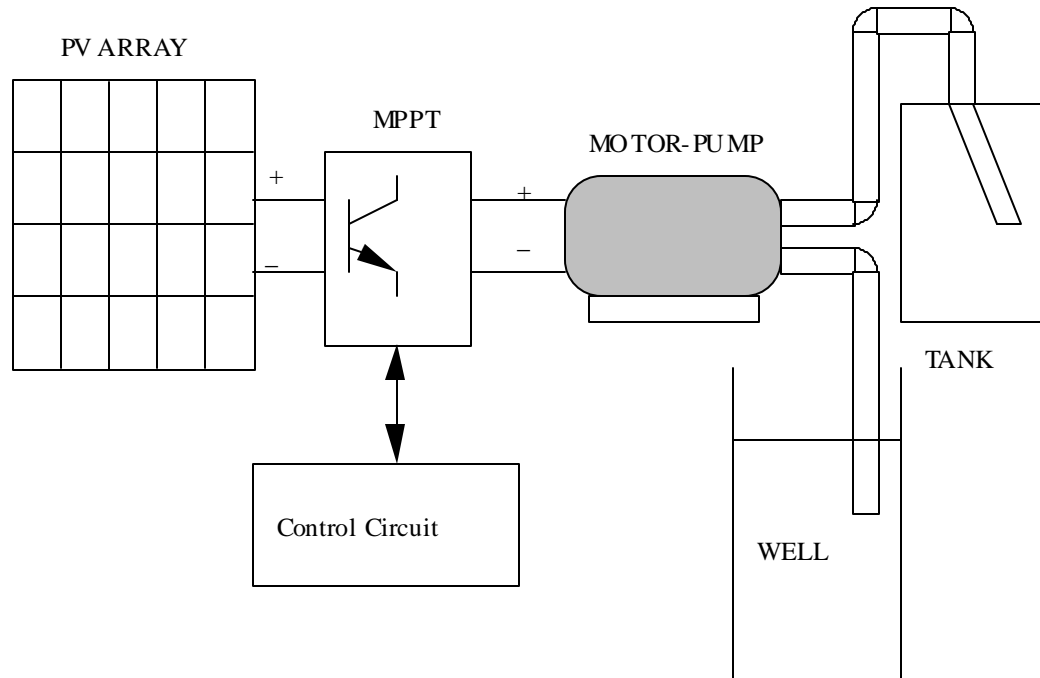 PV ARRAY
MPPT
MOTOR-PUMP
+
+
−
−
TANK
Control Circuit
WELL